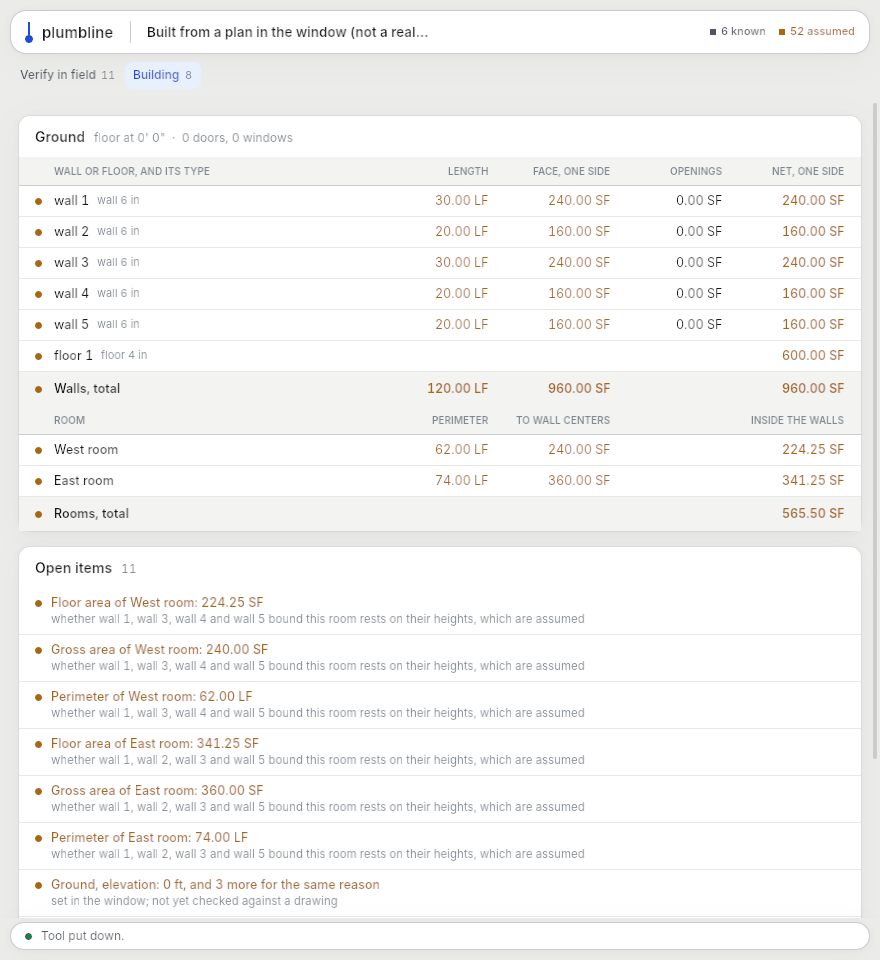 plumbline
Built from a plan in the window (not a real...
6 known
52 assumed
Verify in field 11
Building 8
Ground floor at 0' 0" · 0 doors, 0 windows
WALL OR FLOOR, AND ITS TYPE LENGTH FACE, ONE SIDE OPENINGS NET, ONE SIDE
wall 1 wall 6 in 30.00 LF 240.00 SF 0.00 SF 240.00 SF
wall 2 wall 6 in 20.00 LF 160.00 SF 0.00 SF 160.00 SF
wall 3 wall 6 in 30.00 LF 240.00 SF 0.00 SF 240.00 SF
wall 4 wall 6 in 20.00 LF 160.00 SF 0.00 SF 160.00 SF
wall 5 wall 6 in 20.00 LF 160.00 SF 0.00 SF 160.00 SF
floor 1 floor 4 in 600.00 SF
Walls, total 120.00 LF 960.00 SF 960.00 SF
ROOM PERIMETER TO WALL CENTERS INSIDE THE WALLS
West room 62.00 LF 240.00 SF 224.25 SF
East room 74.00 LF 360.00 SF 341.25 SF
Rooms, total 565.50 SF
Open items 11
Floor area of West room: 224.25 SF
whether wall 1, wall 3, wall 4 and wall 5 bound this room rests on their heights, which are assumed
Gross area of West room: 240.00 SF
whether wall 1, wall 3, wall 4 and wall 5 bound this room rests on their heights, which are assumed
Perimeter of West room: 62.00 LF
whether wall 1, wall 3, wall 4 and wall 5 bound this room rests on their heights, which are assumed
Floor area of East room: 341.25 SF
whether wall 1, wall 2, wall 3 and wall 5 bound this room rests on their heights, which are assumed
Gross area of East room: 360.00 SF
whether wall 1, wall 2, wall 3 and wall 5 bound this room rests on their heights, which are assumed
Perimeter of East room: 74.00 LF
whether wall 1, wall 2, wall 3 and wall 5 bound this room rests on their heights, which are assumed
Ground, elevation: 0 ft, and 3 more for the same reason
set in the window; not yet checked against a drawing
Tool put down.